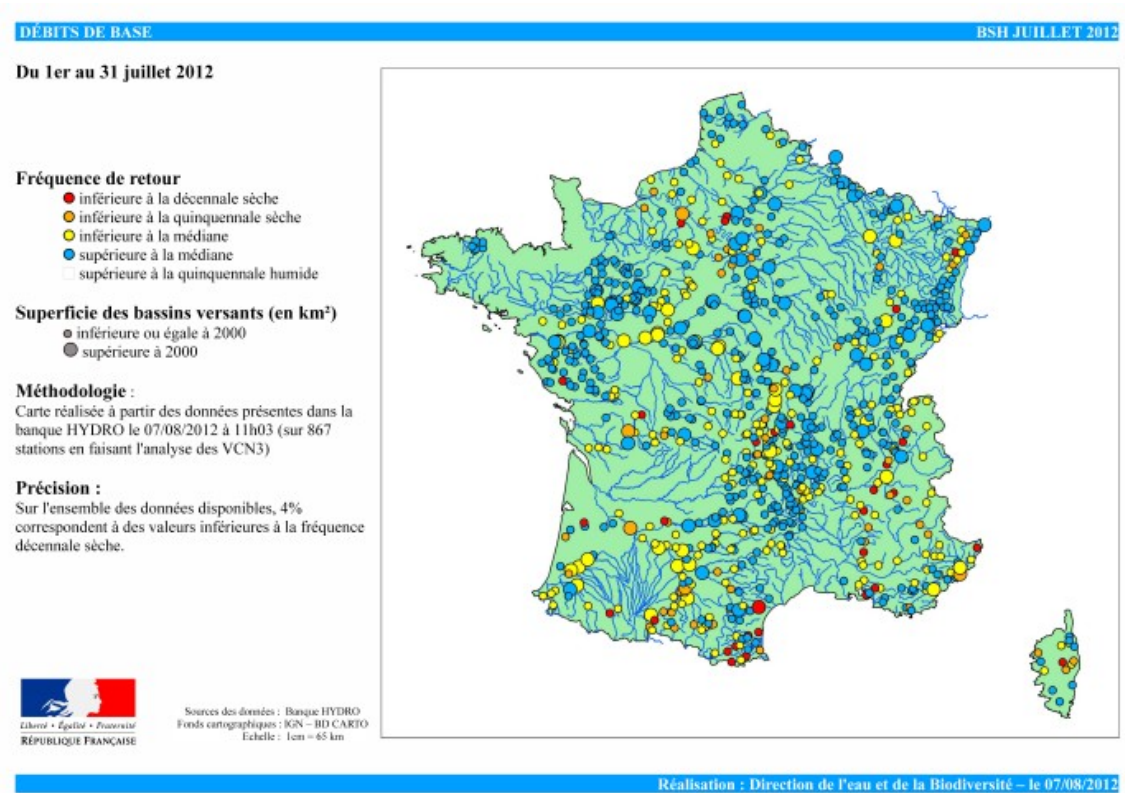 DÉBITS DE BASE
BSH JUILLET 2012
Du 1er au 31 juillet 2012
Fréquence de retour
inférieure à la décennale sèche
inférieure à la quinquennale sèche
inférieure à la médiane
supérieure à la médiane
supérieure à la quinquennale humide
Superficie des bassins versants (en km²)
inférieure ou égale à 2000
supérieure à 2000
Méthodologie :
Carte réalisée à partir des données présentes dans la
banque HYDRO le 07/08/2012 à 11h03 (sur 867
stations en faisant l'analyse des VCN3)
Précision :
Sur l'ensemble des données disponibles, 4%
correspondent à des valeurs inférieures à la fréquence
décennale sèche.
Liberté • Égalité • Fraternité
RÉPUBLIQUE FRANÇAISE
Sources des données : Banque HYDRO
Fonds cartographiques : IGN – BD CARTO
Echelle : 1cm = 65 km
Réalisation : Direction de l'eau et de la Biodiversité – le 07/08/2012